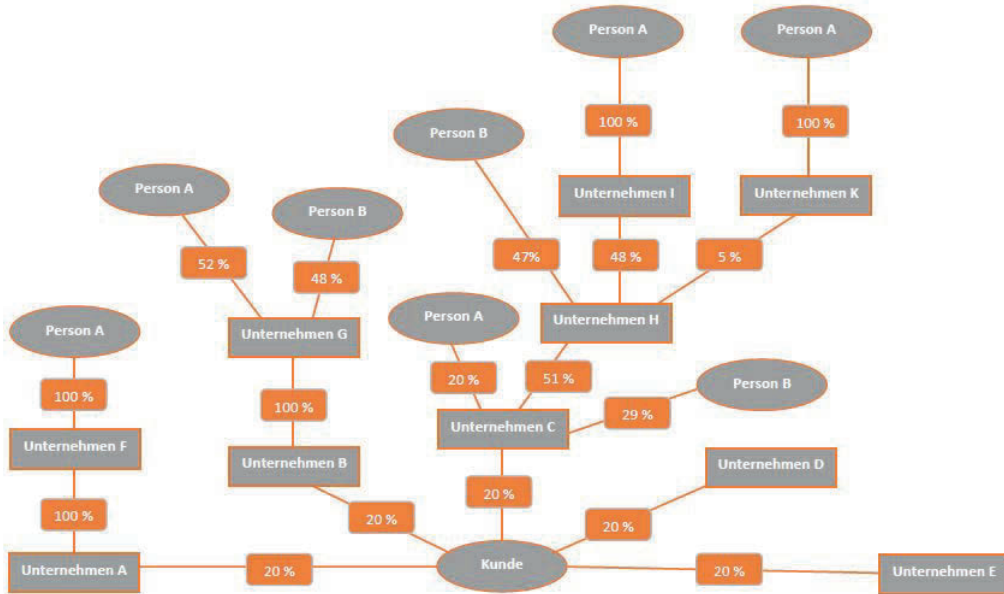 Person A
Person A
100 %
100 %
Person B
Person A
Unternehmen I
Unternehmen K
Person B
52 %
48 %
47%
48 %
5 %
Person A
Person A
Unternehmen G
Unternehmen H
20 %
51 %
Person B
100 %
100 %
29 %
Unternehmen F
Unternehmen B
Unternehmen C
Unternehmen D
100 %
20 %
20 %
20 %
Unternehmen A
20 %
Kunde
20 %
Unternehmen E